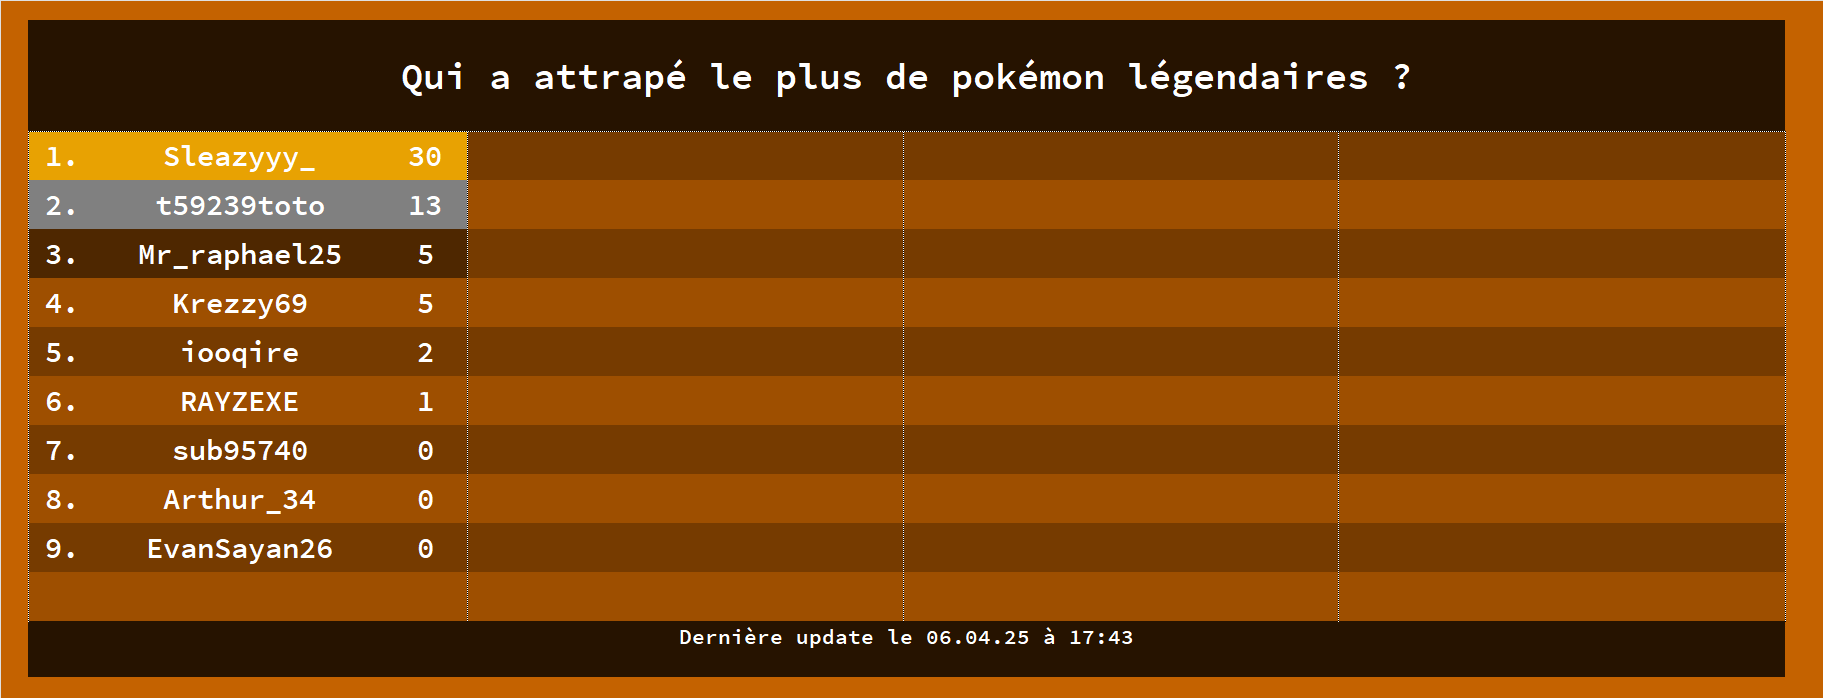 Qui a attrapé le plus de pokémon légendaires ?
1. Sleazyyy_ 30
2. t59239toto 13
3. Mr_raphael25 5
4. Krezzy69 5
5. iooqire 2
6. RAYZEXE 1
7. sub95740 0
8. Arthur_34 0
9. EvanSayan26 0
Dernière update le 06.04.25 à 17:43